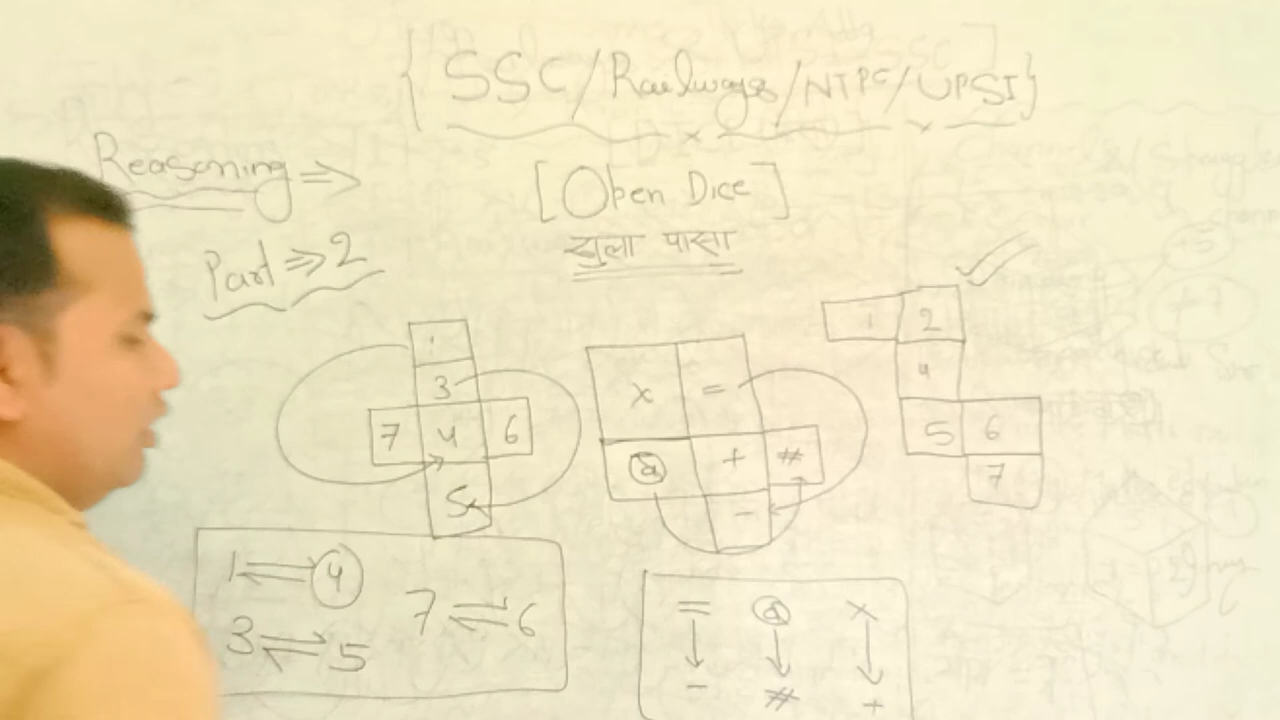 {SSC/Railways/NTPC/UPSI}
Reasoning ⇒
[Open Dice]
खुला पासा
Part ⇒ 2
1
3
7 4 6
5
x =
@ + #
-
1 2
4
5 6
7
1 ⇌ 4
3 ⇌ 5
7 ⇌ 6
= @ x
↓ ↓ ↓
- # +